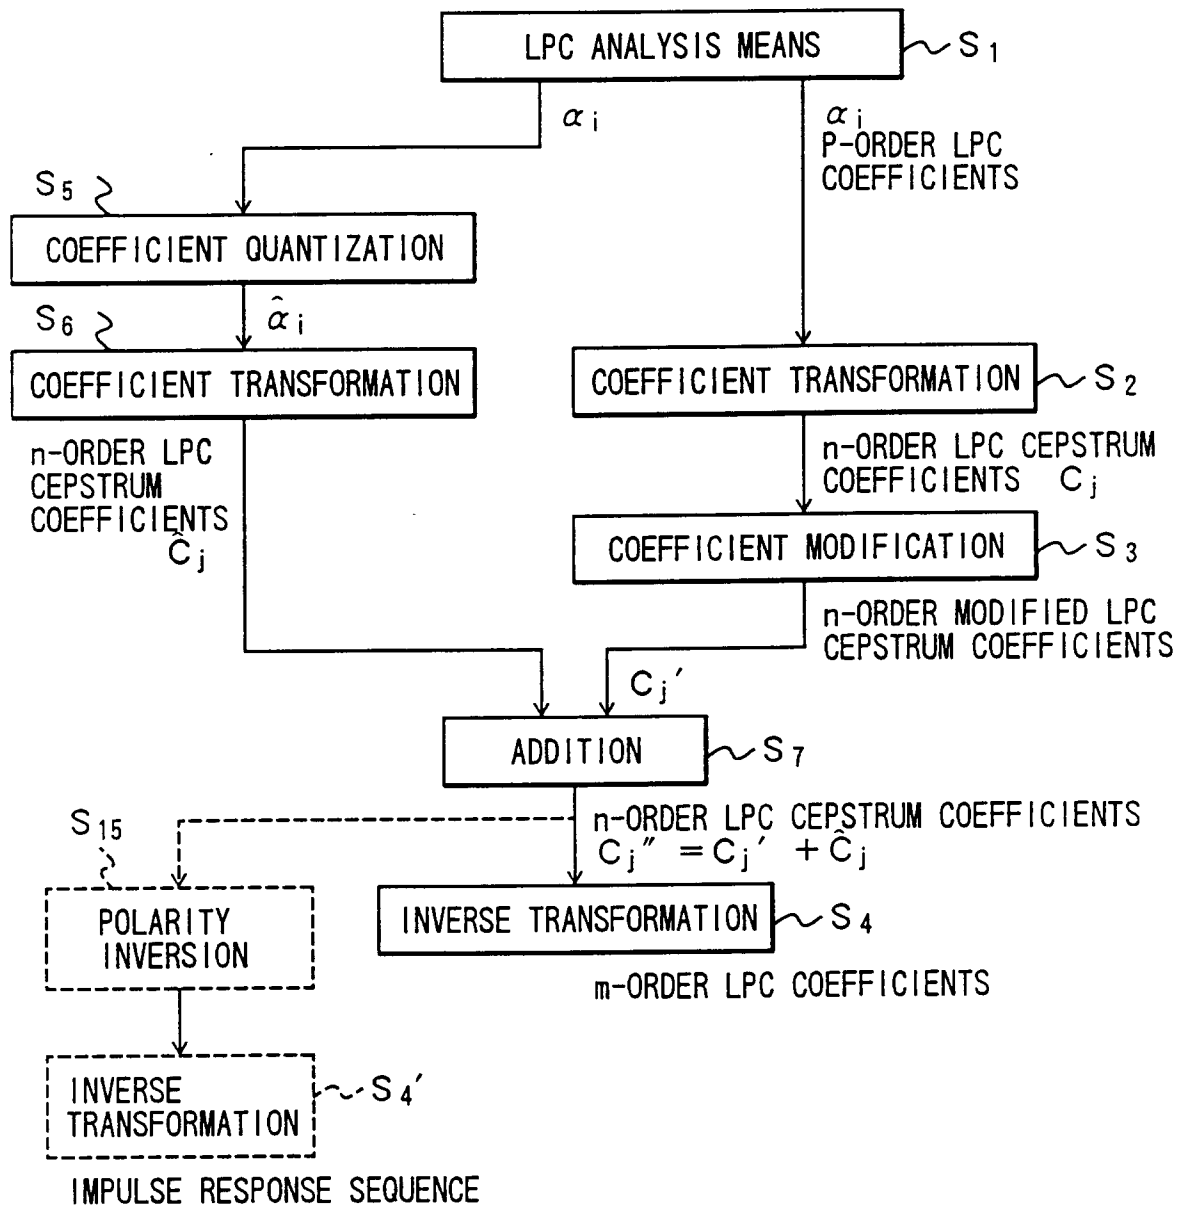 LPC ANALYSIS MEANS
S1
αi
αi
P-ORDER LPC
COEFFICIENTS
S5
COEFFICIENT QUANTIZATION
α̂i
S6
COEFFICIENT TRANSFORMATION
COEFFICIENT TRANSFORMATION
S2
n-ORDER LPC
CEPSTRUM
COEFFICIENTS
Ĉj
n-ORDER LPC CEPSTRUM
COEFFICIENTS Cj
COEFFICIENT MODIFICATION
S3
n-ORDER MODIFIED LPC
CEPSTRUM COEFFICIENTS
Cj′
ADDITION
S7
n-ORDER LPC CEPSTRUM COEFFICIENTS
Cj″ = Cj′ + Ĉj
S15
POLARITY
INVERSION
INVERSE TRANSFORMATION
S4
m-ORDER LPC COEFFICIENTS
INVERSE
TRANSFORMATION
S4′
IMPULSE RESPONSE SEQUENCE